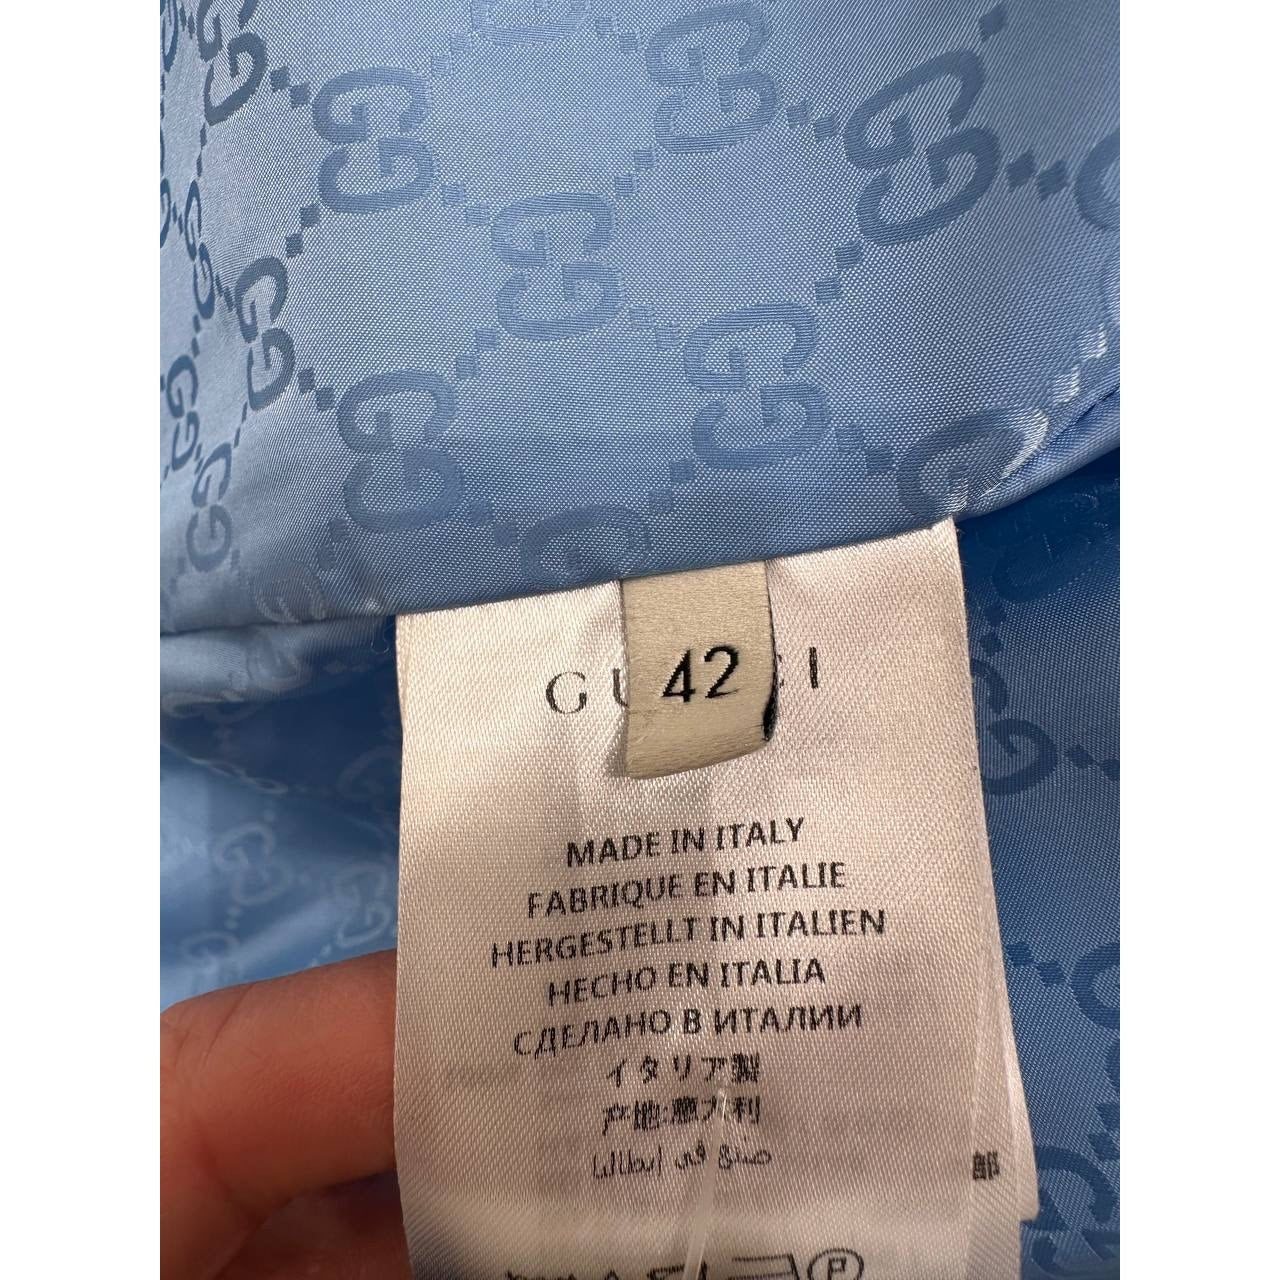 42
MADE IN ITALY
FABRIQUE EN ITALIE
HERGESTELLT IN ITALIEN
HECHO EN ITALIA
СДЕЛАНО В ИТАЛИИ
イタリア製
产地:意大利
صنع في إيطاليا
部